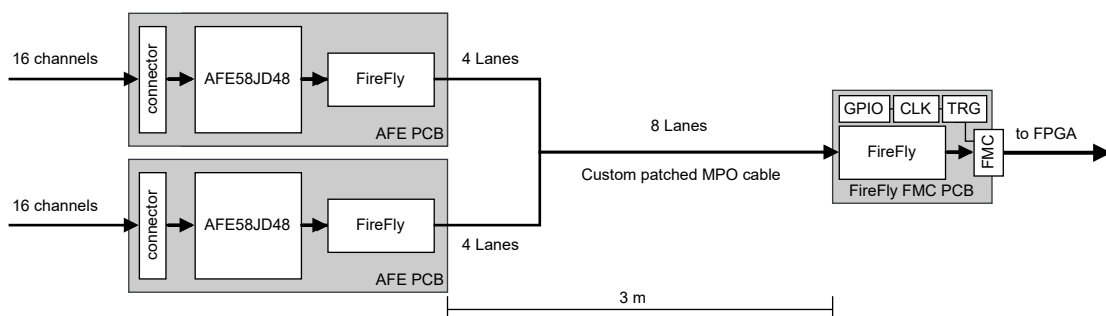 16 channels
connector
AFE58JD48
FireFly
AFE PCB
4 Lanes
16 channels
connector
AFE58JD48
FireFly
AFE PCB
4 Lanes
8 Lanes
Custom patched MPO cable
GPIO CLK TRG
FireFly
FMC
FireFly FMC PCB
to FPGA
3 m